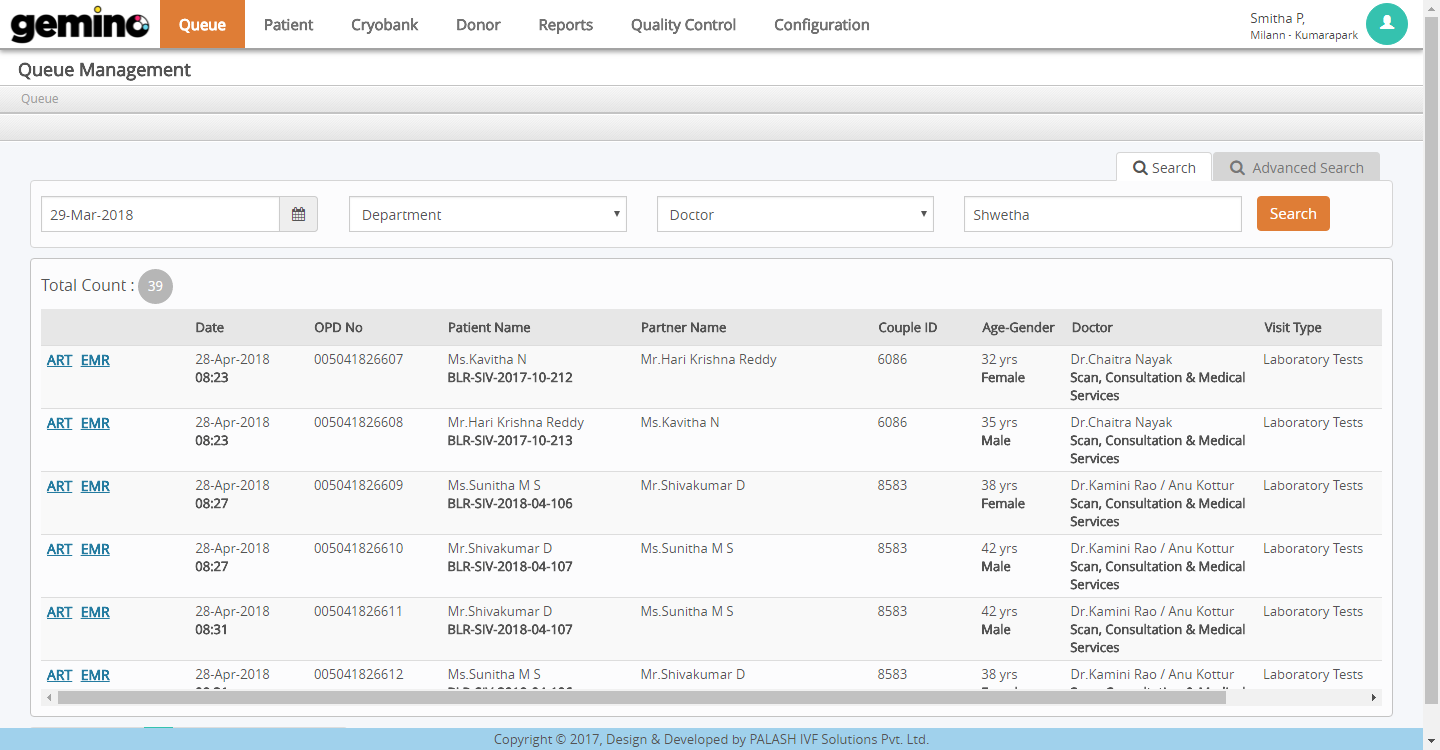 gemino Queue Patient Cryobank Donor Reports Quality Control Configuration
Smitha P,
Milann - Kumarapark
Queue Management
Queue
Search Advanced Search
29-Mar-2018 Department Doctor Shwetha Search
Total Count : 39
Date OPD No Patient Name Partner Name Couple ID Age-Gender Doctor Visit Type
ART EMR 28-Apr-2018 005041826607 Ms.Kavitha N Mr.Hari Krishna Reddy 6086 32 yrs Dr.Chaitra Nayak Laboratory Tests
08:23 BLR-SIV-2017-10-212 Female Scan, Consultation & Medical
Services
ART EMR 28-Apr-2018 005041826608 Mr.Hari Krishna Reddy Ms.Kavitha N 6086 35 yrs Dr.Chaitra Nayak Laboratory Tests
08:23 BLR-SIV-2017-10-213 Male Scan, Consultation & Medical
Services
ART EMR 28-Apr-2018 005041826609 Ms.Sunitha M S Mr.Shivakumar D 8583 38 yrs Dr.Kamini Rao / Anu Kottur Laboratory Tests
08:27 BLR-SIV-2018-04-106 Female Scan, Consultation & Medical
Services
ART EMR 28-Apr-2018 005041826610 Mr.Shivakumar D Ms.Sunitha M S 8583 42 yrs Dr.Kamini Rao / Anu Kottur Laboratory Tests
08:27 BLR-SIV-2018-04-107 Male Scan, Consultation & Medical
Services
ART EMR 28-Apr-2018 005041826611 Mr.Shivakumar D Ms.Sunitha M S 8583 42 yrs Dr.Kamini Rao / Anu Kottur Laboratory Tests
08:31 BLR-SIV-2018-04-107 Male Scan, Consultation & Medical
Services
ART EMR 28-Apr-2018 005041826612 Ms.Sunitha M S Mr.Shivakumar D 8583 38 yrs Dr.Kamini Rao / Anu Kottur Laboratory Tests
Copyright © 2017, Design & Developed by PALASH IVF Solutions Pvt. Ltd.